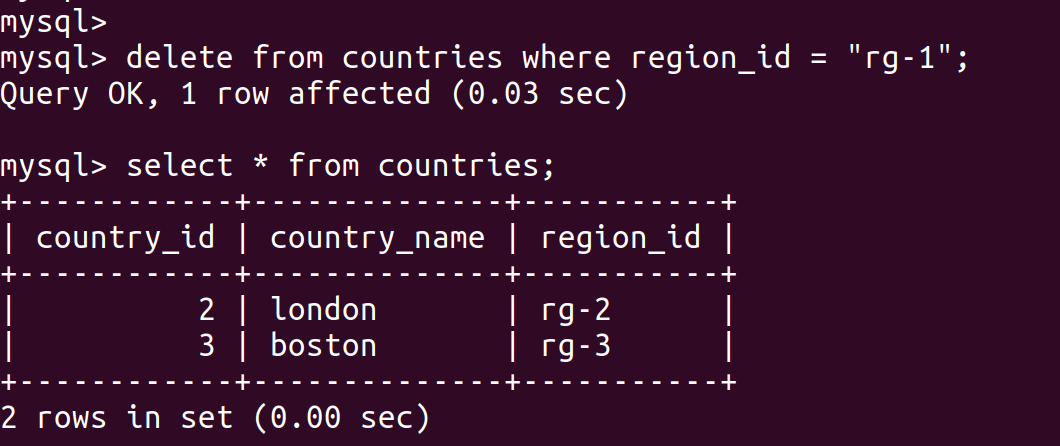 mysql>
mysql> delete from countries where region_id = "rg-1";
Query OK, 1 row affected (0.03 sec)
mysql> select * from countries;
+------------+--------------+-----------+
| country_id | country_name | region_id |
+------------+--------------+-----------+
|          2 | london       | rg-2      |
|          3 | boston       | rg-3      |
+------------+--------------+-----------+
2 rows in set (0.00 sec)